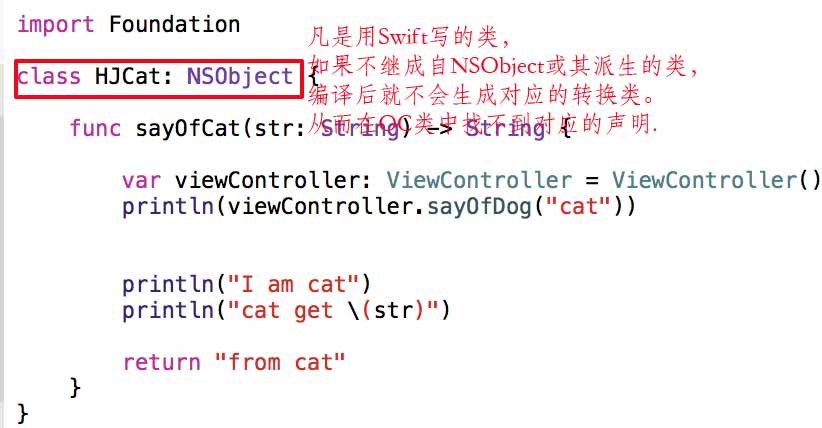 import Foundation
凡是用Swift写的类，
class HJCat: NSObject {
如果不继成自NSObject或其派生的类，
编译后就不会生成对应的转换类。
从而在OC类中找不到对应的声明.
func sayOfCat(str: String) -> String {
var viewController: ViewController = ViewController()
println(viewController.sayOfDog("cat"))
println("I am cat")
println("cat get \(str)")
return "from cat"
}
}